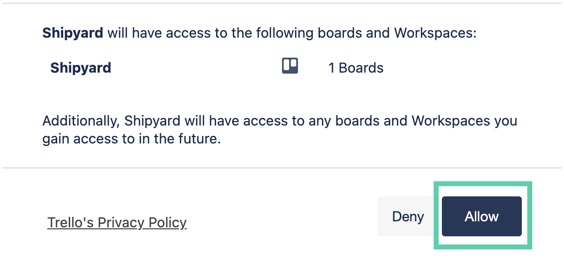 Shipyard will have access to the following boards and Workspaces:
Shipyard 1 Boards
Additionally, Shipyard will have access to any boards and Workspaces you
gain access to in the future.
Trello's Privacy Policy Deny Allow